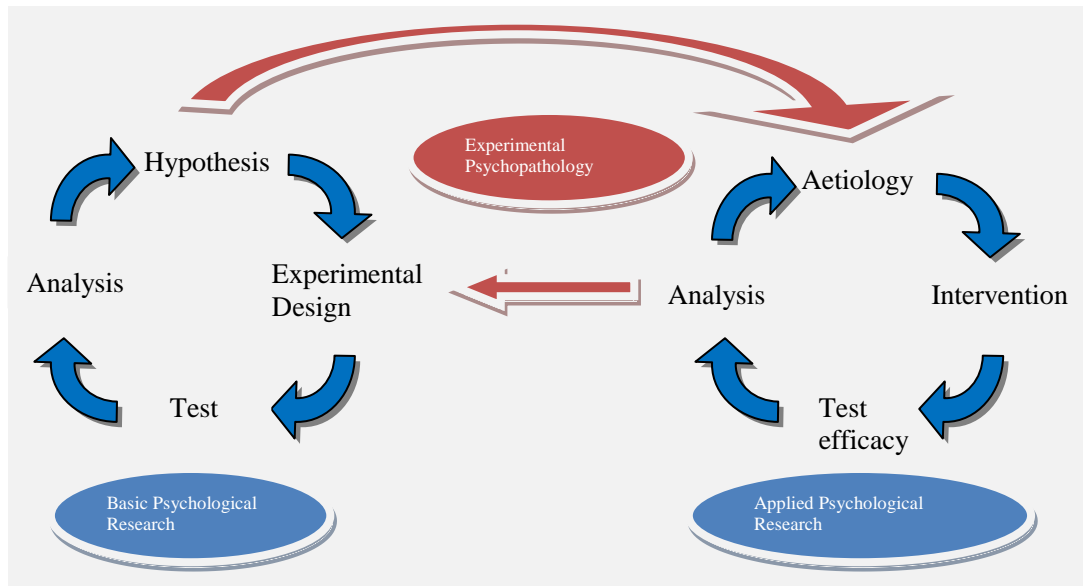 Experimental
Psychopathology
Hypothesis
Aetiology
Experimental
Design
Analysis
Analysis
Intervention
Test
Test
efficacy
Basic Psychological
Research
Applied Psychological
Research